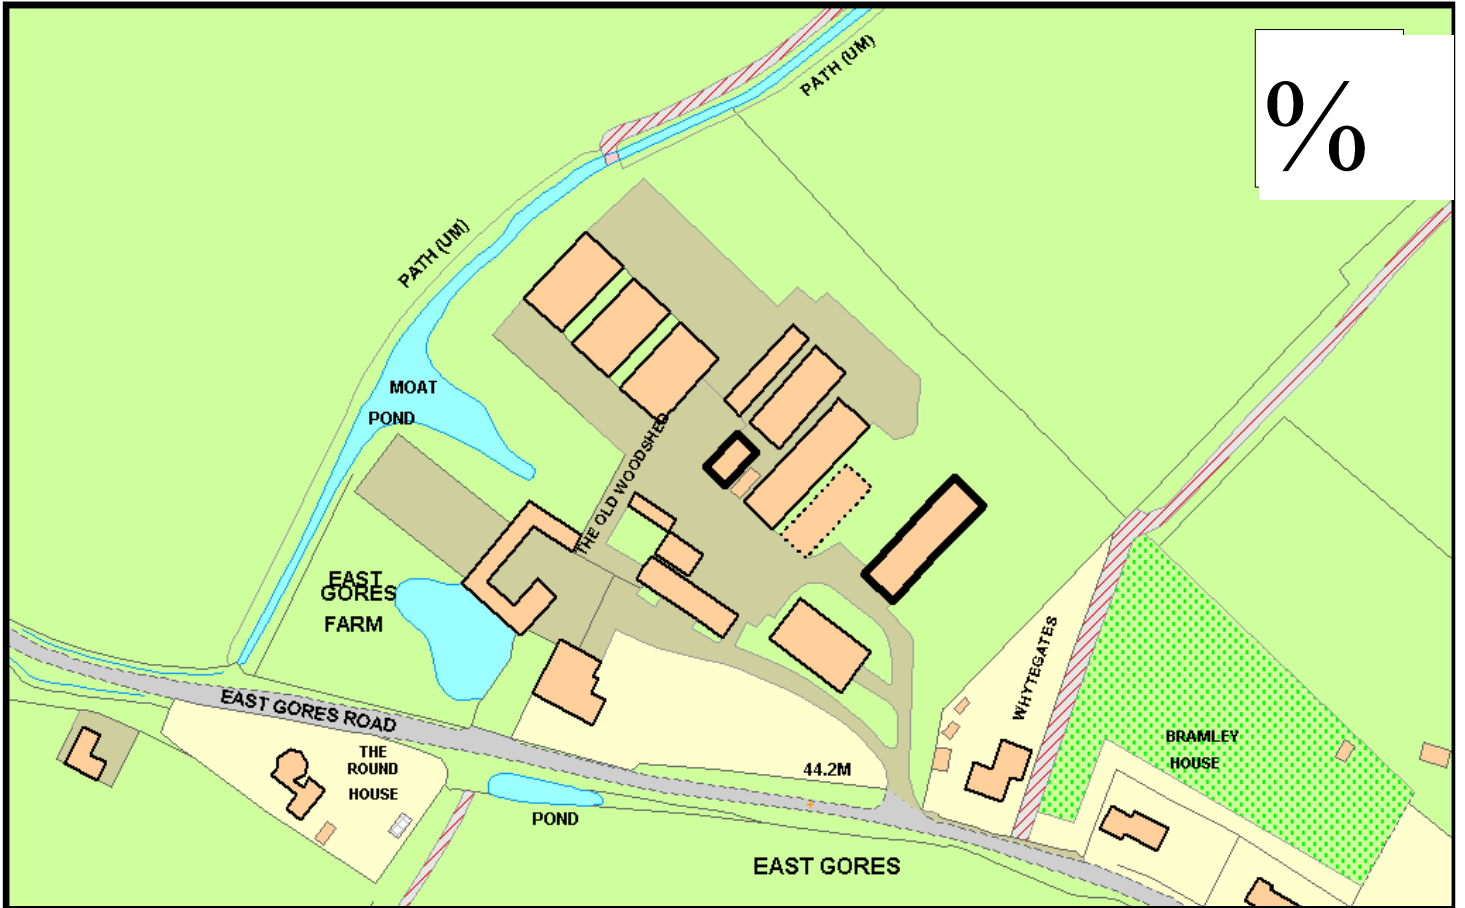 PATH (UM)
%
PATH (UM)
MOAT
POND
THE OLD WOODSHED
EAST
GORES
FARM
WHYTEGATES
EAST GORES ROAD
BRAMLEY
HOUSE
THE
ROUND
HOUSE
44.2M
POND
EAST GORES